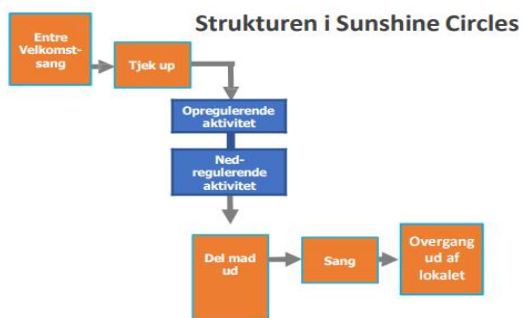 Strukturen i Sunshine Circles
Entre
Velkomst-
sang
Tjek up
Opregulerende
aktivitet
Ned-
regulerende
aktivitet
Del mad
ud
Sang
Overgang
ud af
lokalet